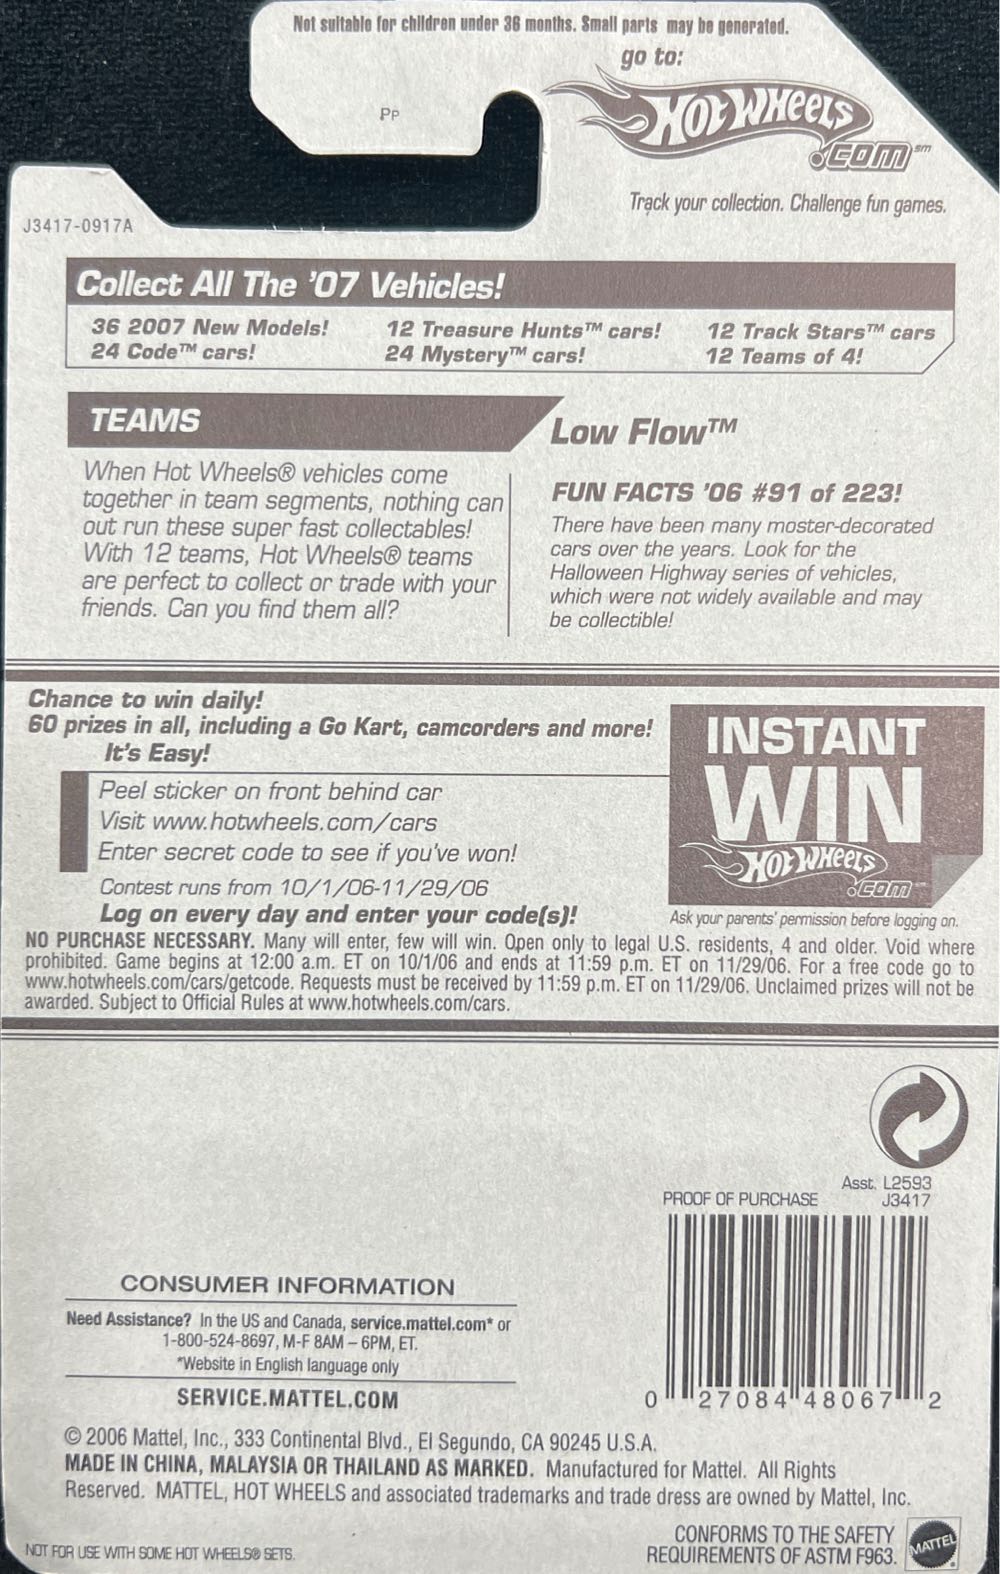 Not suitable for children under 36 months. Small parts may be generated.
go to:
PP
HOT WHEELS
.COM℠
Track your collection. Challenge fun games.
J3417-0917A
Collect All The '07 Vehicles!
36 2007 New Models!
24 Code™ cars!
12 Treasure Hunts™ cars!
24 Mystery™ cars!
12 Track Stars™ cars
12 Teams of 4!
TEAMS
When Hot Wheels® vehicles come
together in team segments, nothing can
out run these super fast collectables!
With 12 teams, Hot Wheels® teams
are perfect to collect or trade with your
friends. Can you find them all?
Low Flow™
FUN FACTS '06 #91 of 223!
There have been many moster-decorated
cars over the years. Look for the
Halloween Highway series of vehicles,
which were not widely available and may
be collectible!
Chance to win daily!
60 prizes in all, including a Go Kart, camcorders and more!
It's Easy!
Peel sticker on front behind car
Visit www.hotwheels.com/cars
Enter secret code to see if you've won!
Contest runs from 10/1/06-11/29/06
Log on every day and enter your code(s)!
INSTANT
WIN
HOT WHEELS
.COM
Ask your parents' permission before logging on.
NO PURCHASE NECESSARY. Many will enter, few will win. Open only to legal U.S. residents, 4 and older. Void where
prohibited. Game begins at 12:00 a.m. ET on 10/1/06 and ends at 11:59 p.m. ET on 11/29/06. For a free code go to
www.hotwheels.com/cars/getcode. Requests must be received by 11:59 p.m. ET on 11/29/06. Unclaimed prizes will not be
awarded. Subject to Official Rules at www.hotwheels.com/cars.
Asst. L2593
PROOF OF PURCHASE J3417
0 27084 48067 2
CONSUMER INFORMATION
Need Assistance? In the US and Canada, service.mattel.com* or
1-800-524-8697, M-F 8AM – 6PM, ET.
*Website in English language only
SERVICE.MATTEL.COM
© 2006 Mattel, Inc., 333 Continental Blvd., El Segundo, CA 90245 U.S.A.
MADE IN CHINA, MALAYSIA OR THAILAND AS MARKED. Manufactured for Mattel. All Rights
Reserved. MATTEL, HOT WHEELS and associated trademarks and trade dress are owned by Mattel, Inc.
NOT FOR USE WITH SOME HOT WHEELS® SETS.
CONFORMS TO THE SAFETY
REQUIREMENTS OF ASTM F963.
MATTEL